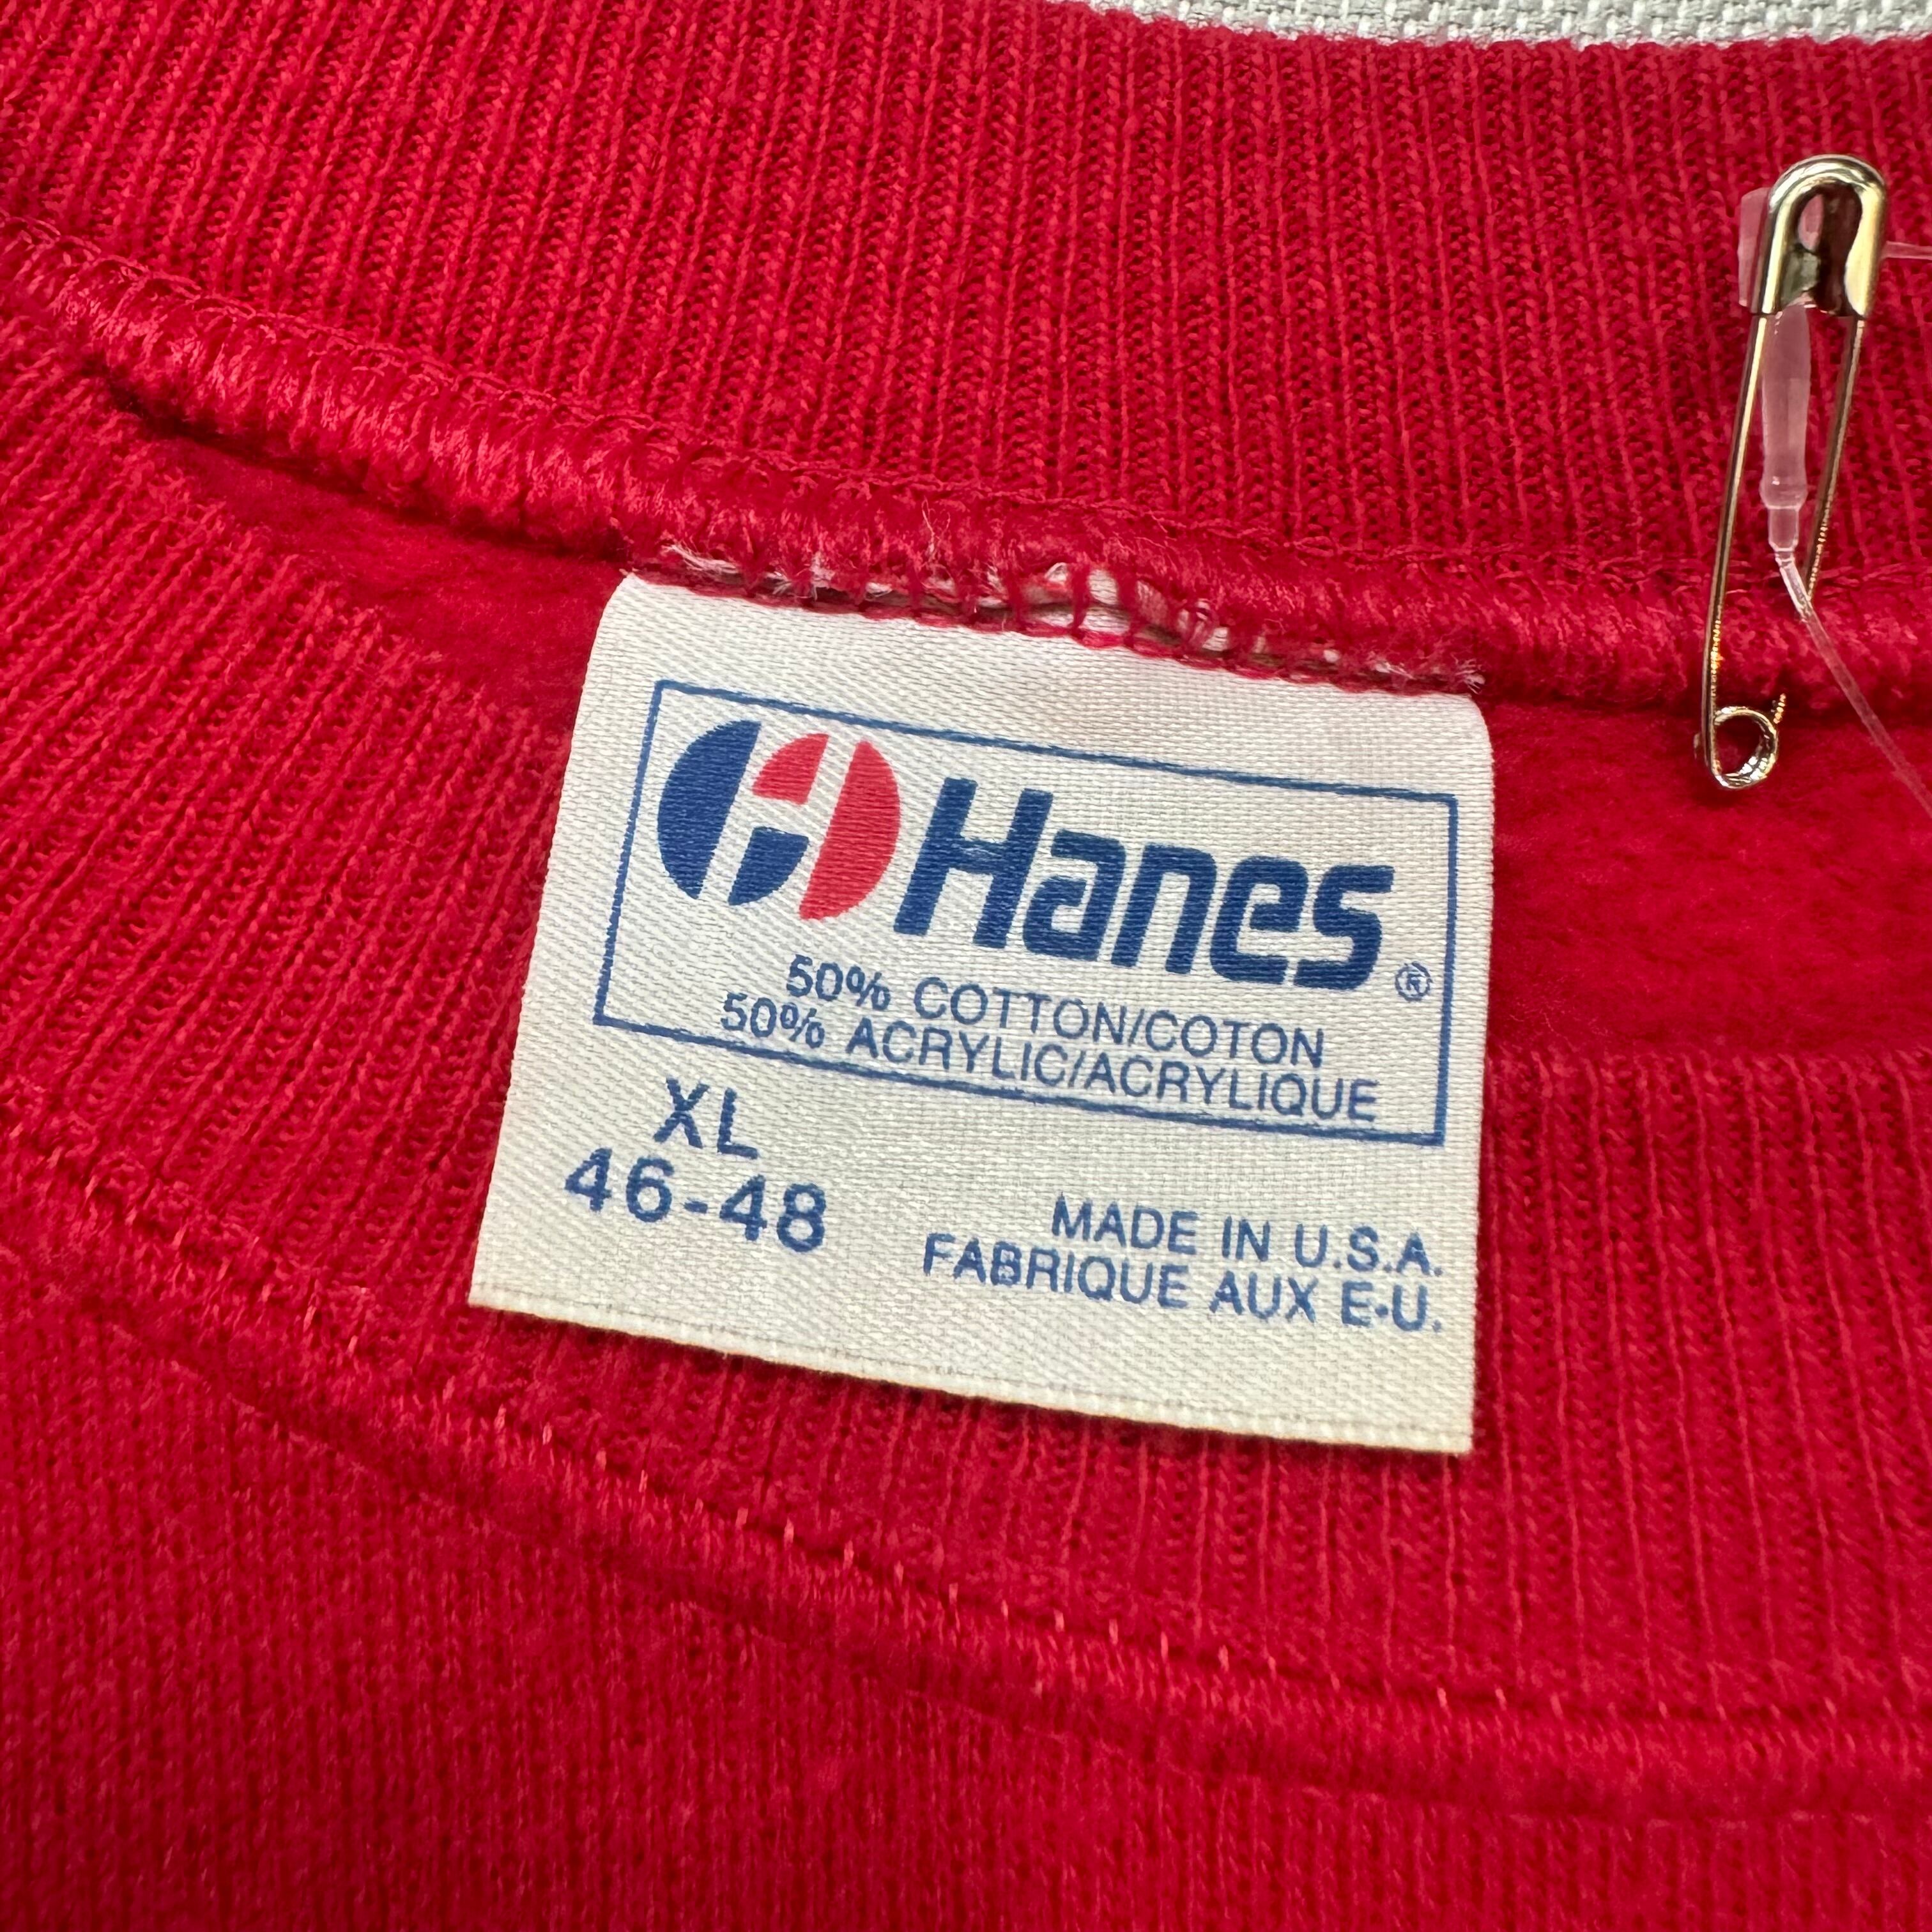 Hanes®
50% COTTON/COTON
50% ACRYLIC/ACRYLIQUE
XL
46-48
MADE IN U.S.A.
FABRIQUE AUX E.-U.